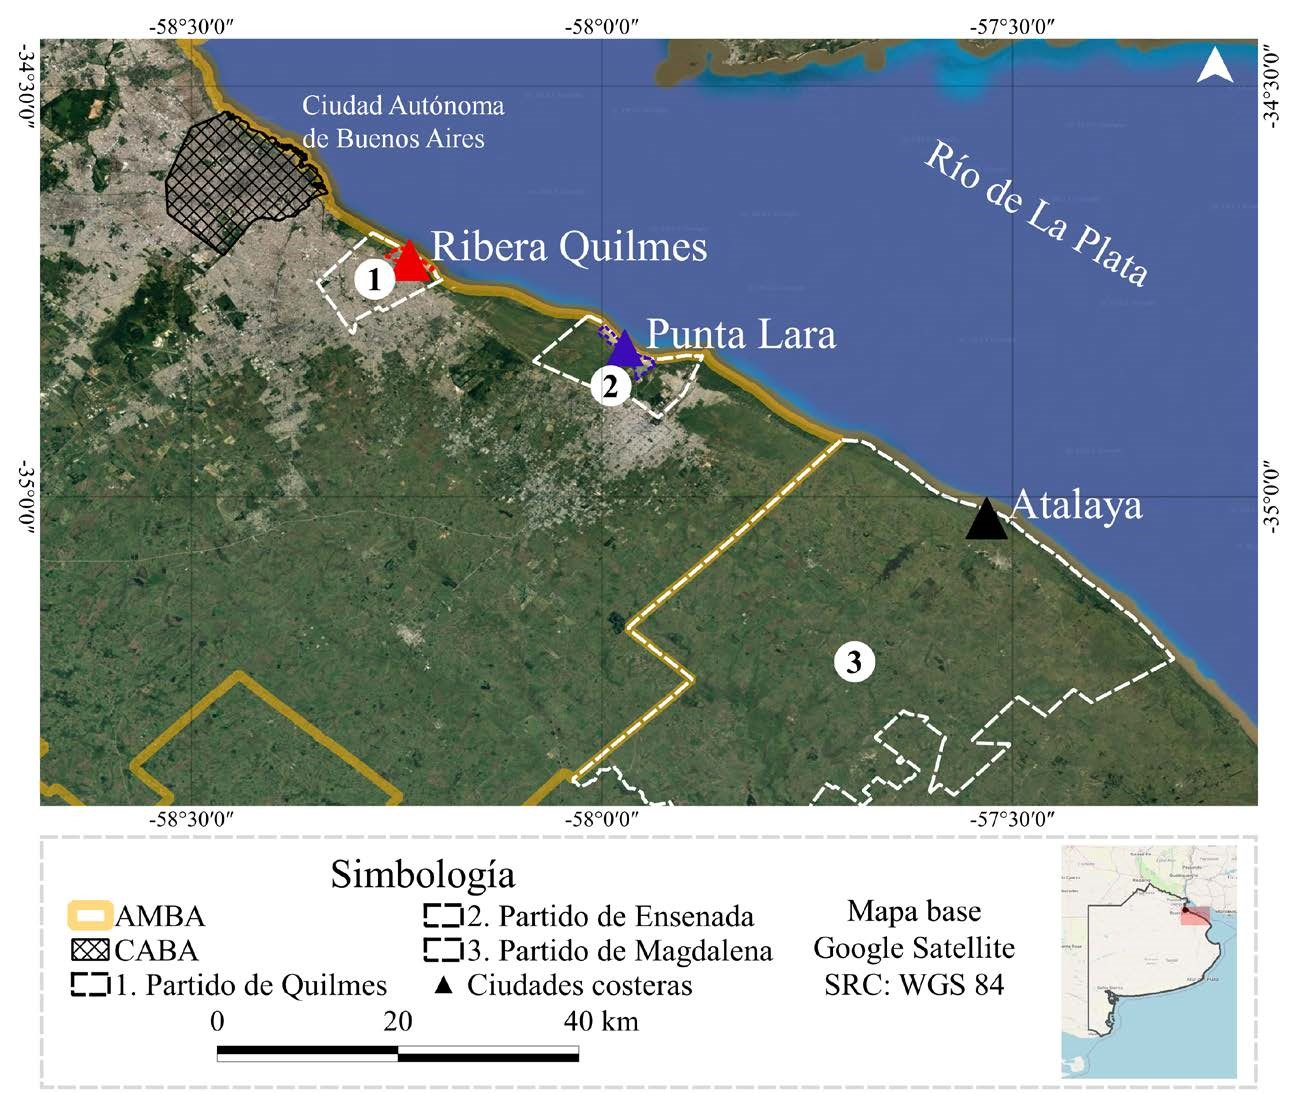 -58°30'0"
-58°0'0"
-57°30'0"
-34°30'0"
-34°30'0"
Ciudad Autónoma
de Buenos Aires
Río de La Plata
Ribera Quilmes
1
Punta Lara
2
-35°0'0"
-35°0'0"
Atalaya
3
-58°30'0"
-58°0'0"
-57°30'0"
Simbología
AMBA
CABA
1. Partido de Quilmes
2. Partido de Ensenada
3. Partido de Magdalena
Ciudades costeras
0 20 40 km
Mapa base
Google Satellite
SRC: WGS 84